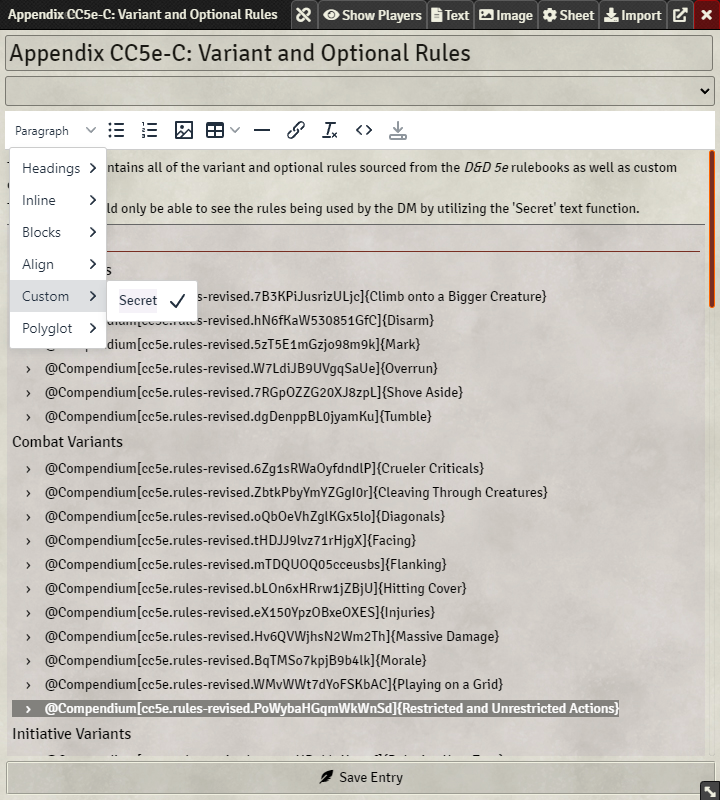 Appendix CC5e-C: Variant and Optional Rules Show Players Text Image Sheet Import
Appendix CC5e-C: Variant and Optional Rules
Paragraph
Headings
Inline
Blocks
Align
Custom
Polyglot
Secret
ntains all of the variant and optional rules sourced from the D&D 5e rulebooks as well as custom
ld only be able to see the rules being used by the DM by utilizing the 'Secret' text function.
s
s-revised.7B3KPiJusrizULjc]{Climb onto a Bigger Creature}
s-revised.hN6fKaW530851GfC]{Disarm}
@Compendium[cc5e.rules-revised.5zT5E1mGzjo98m9k]{Mark}
@Compendium[cc5e.rules-revised.W7LdiJB9UVgqSaUe]{Overrun}
@Compendium[cc5e.rules-revised.7RGpOZZG20XJ8zpL]{Shove Aside}
@Compendium[cc5e.rules-revised.dgDenppBL0jyamKu]{Tumble}
Combat Variants
@Compendium[cc5e.rules-revised.6Zg1sRWaOyfdndlP]{Crueler Criticals}
@Compendium[cc5e.rules-revised.ZbtkPbyYmYZGgI0r]{Cleaving Through Creatures}
@Compendium[cc5e.rules-revised.oQbOeVhZglKGx5lo]{Diagonals}
@Compendium[cc5e.rules-revised.tHDJJ9lvz71rHjgX]{Facing}
@Compendium[cc5e.rules-revised.mTDQUOQ05cceusbs]{Flanking}
@Compendium[cc5e.rules-revised.bLOn6xHRrw1jZBjU]{Hitting Cover}
@Compendium[cc5e.rules-revised.eX150YpzOBxeOXES]{Injuries}
@Compendium[cc5e.rules-revised.Hv6QVWjhsN2Wm2Th]{Massive Damage}
@Compendium[cc5e.rules-revised.BqTMSo7kpjB9b4lk]{Morale}
@Compendium[cc5e.rules-revised.WMvWWt7dYoFSKbAC]{Playing on a Grid}
@Compendium[cc5e.rules-revised.PoWybaHGqmWkWnSd]{Restricted and Unrestricted Actions}
Initiative Variants
Save Entry